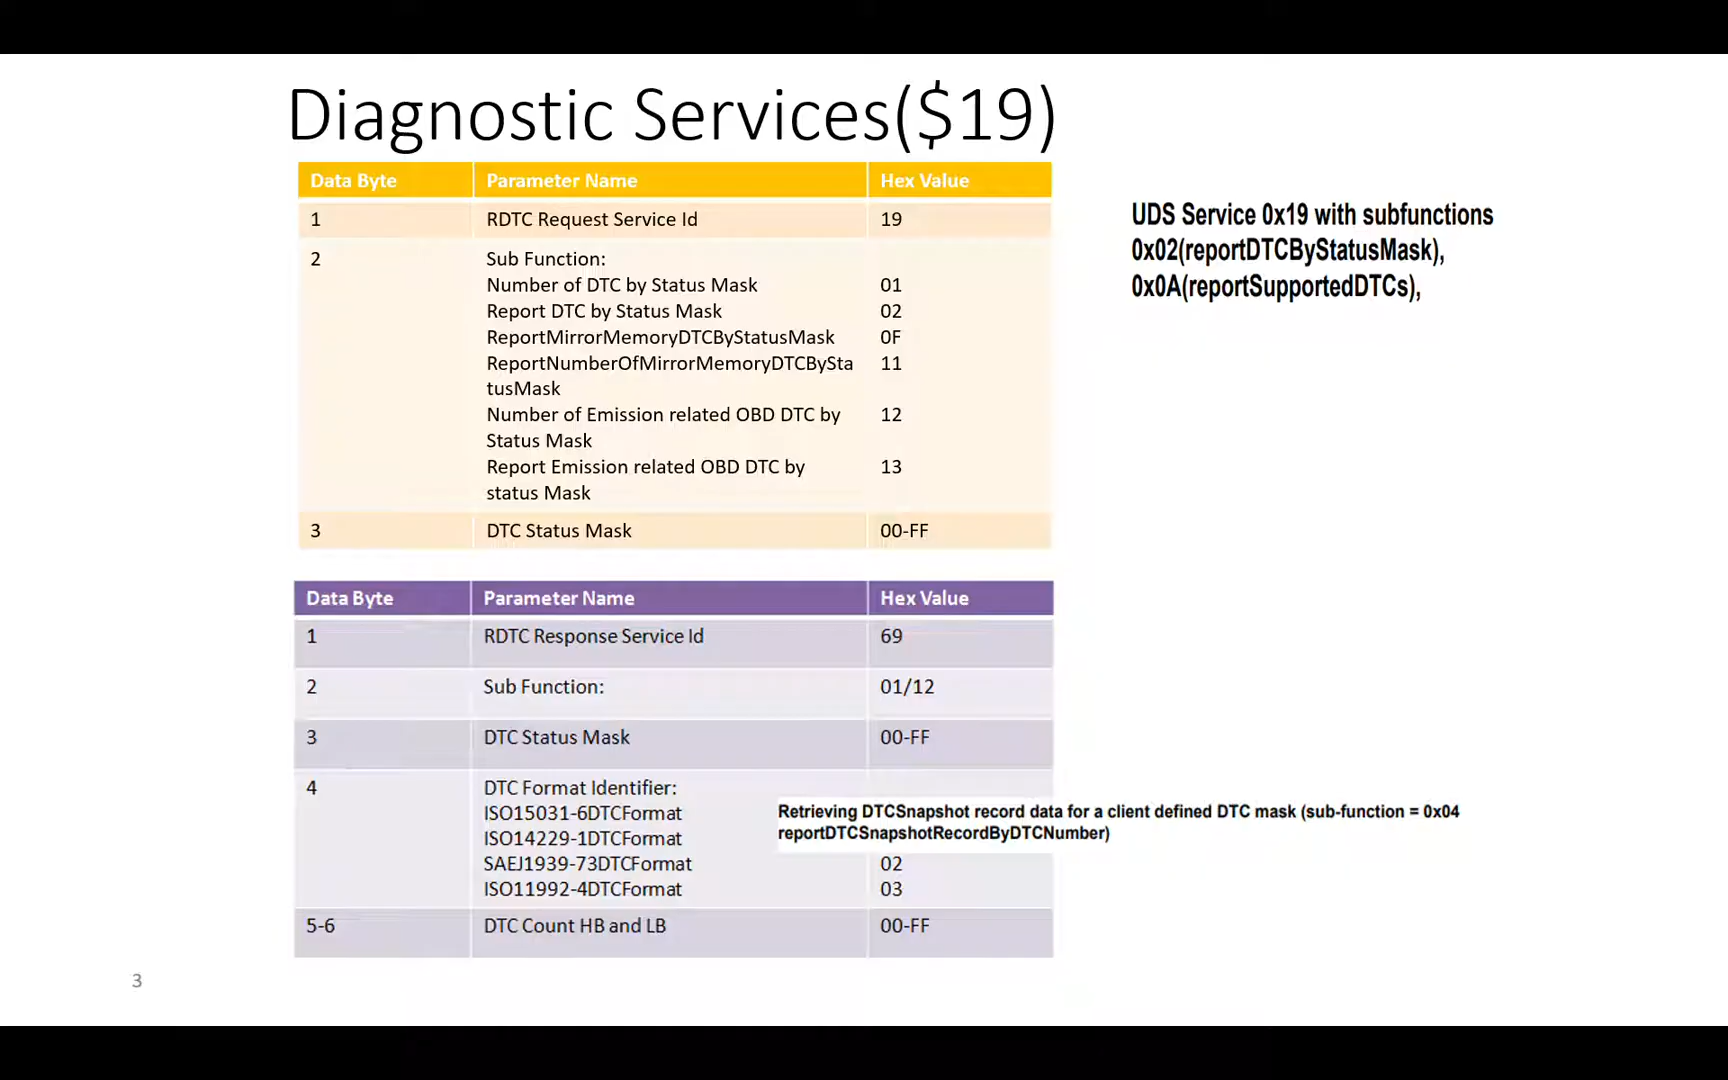 Diagnostic Services($19)
Data Byte Parameter Name Hex Value
1 RDTC Request Service Id 19
2 Sub Function:
Number of DTC by Status Mask 01
Report DTC by Status Mask 02
ReportMirrorMemoryDTCByStatusMask 0F
ReportNumberOfMirrorMemoryDTCBySta 11
tusMask
Number of Emission related OBD DTC by 12
Status Mask
Report Emission related OBD DTC by 13
status Mask
3 DTC Status Mask 00-FF
UDS Service 0x19 with subfunctions
0x02(reportDTCByStatusMask),
0x0A(reportSupportedDTCs),
Data Byte Parameter Name Hex Value
1 RDTC Response Service Id 69
2 Sub Function: 01/12
3 DTC Status Mask 00-FF
4 DTC Format Identifier:
ISO15031-6DTCFormat
ISO14229-1DTCFormat
SAEJ1939-73DTCFormat 02
ISO11992-4DTCFormat 03
5-6 DTC Count HB and LB 00-FF
Retrieving DTCSnapshot record data for a client defined DTC mask (sub-function = 0x04
reportDTCSnapshotRecordByDTCNumber)
3